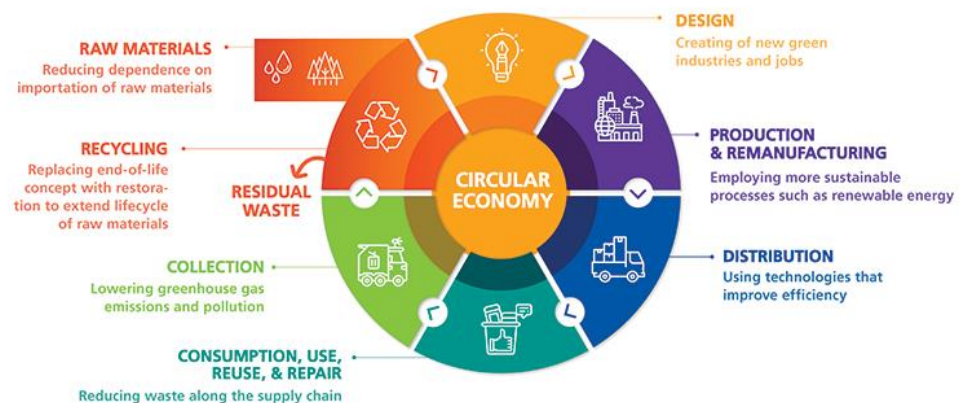 DESIGN
Creating of new green
industries and jobs
RAW MATERIALS
Reducing dependence on
importation of raw materials
PRODUCTION
& REMANUFACTURING
Employing more sustainable
processes such as renewable energy
RECYCLING
Replacing end-of-life
concept with restora-
tion to extend lifecycle
of raw materials
RESIDUAL
WASTE
CIRCULAR
ECONOMY
DISTRIBUTION
Using technologies that
improve efficiency
COLLECTION
Lowering greenhouse gas
emissions and pollution
CONSUMPTION, USE,
REUSE, & REPAIR
Reducing waste along the supply chain